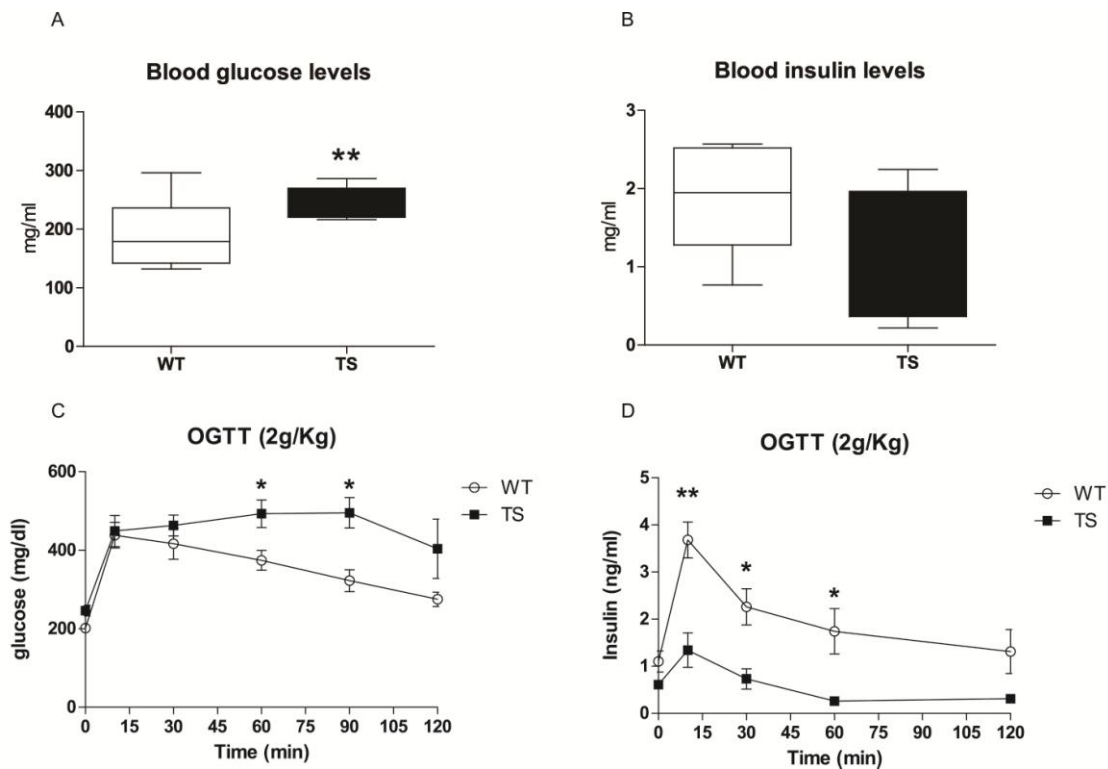 A
Blood glucose levels
400
300
200
100
0
mg/ml
**
WT
TS
B
Blood insulin levels
3
2
1
0
mg/ml
WT
TS
C
OGTT (2g/Kg)
600
400
200
0
glucose (mg/dl)
* *
WT
TS
0 15 30 45 60 75 90 105 120
Time (min)
D
OGTT (2g/Kg)
5
4
3
2
1
0
Insulin (ng/ml)
**
*
*
WT
TS
0 15 30 45 60 75 90 105 120
Time (min)